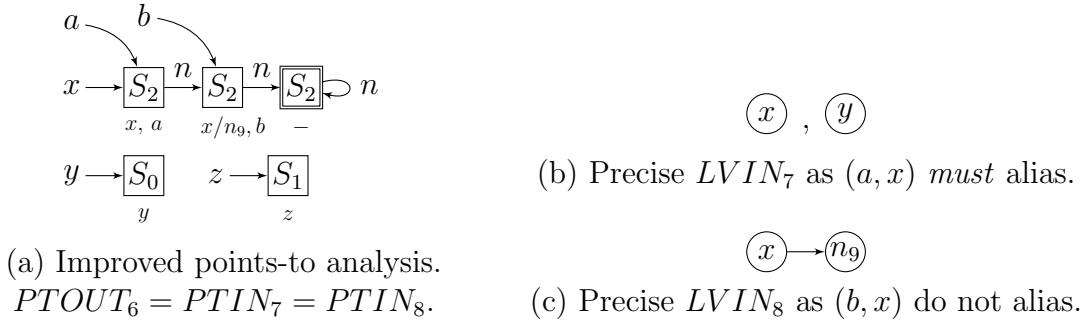 a b
x S₂ n S₂ n S₂ n
x, a x/n₉, b –
y S₀ z S₁
y z
(a) Improved points-to analysis.
PTOUT₆ = PTIN₇ = PTIN₈.
x , y
(b) Precise LVIN₇ as (a, x) must alias.
x n₉
(c) Precise LVIN₈ as (b, x) do not alias.